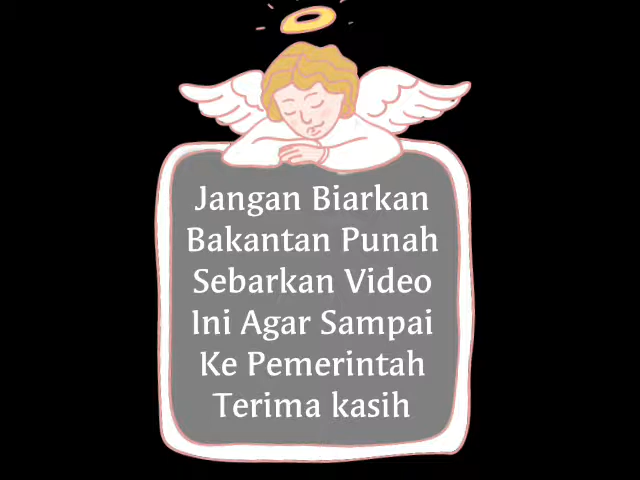 Jangan Biarkan
Bakantan Punah
Sebarkan Video
Ini Agar Sampai
Ke Pemerintah
Terima kasih